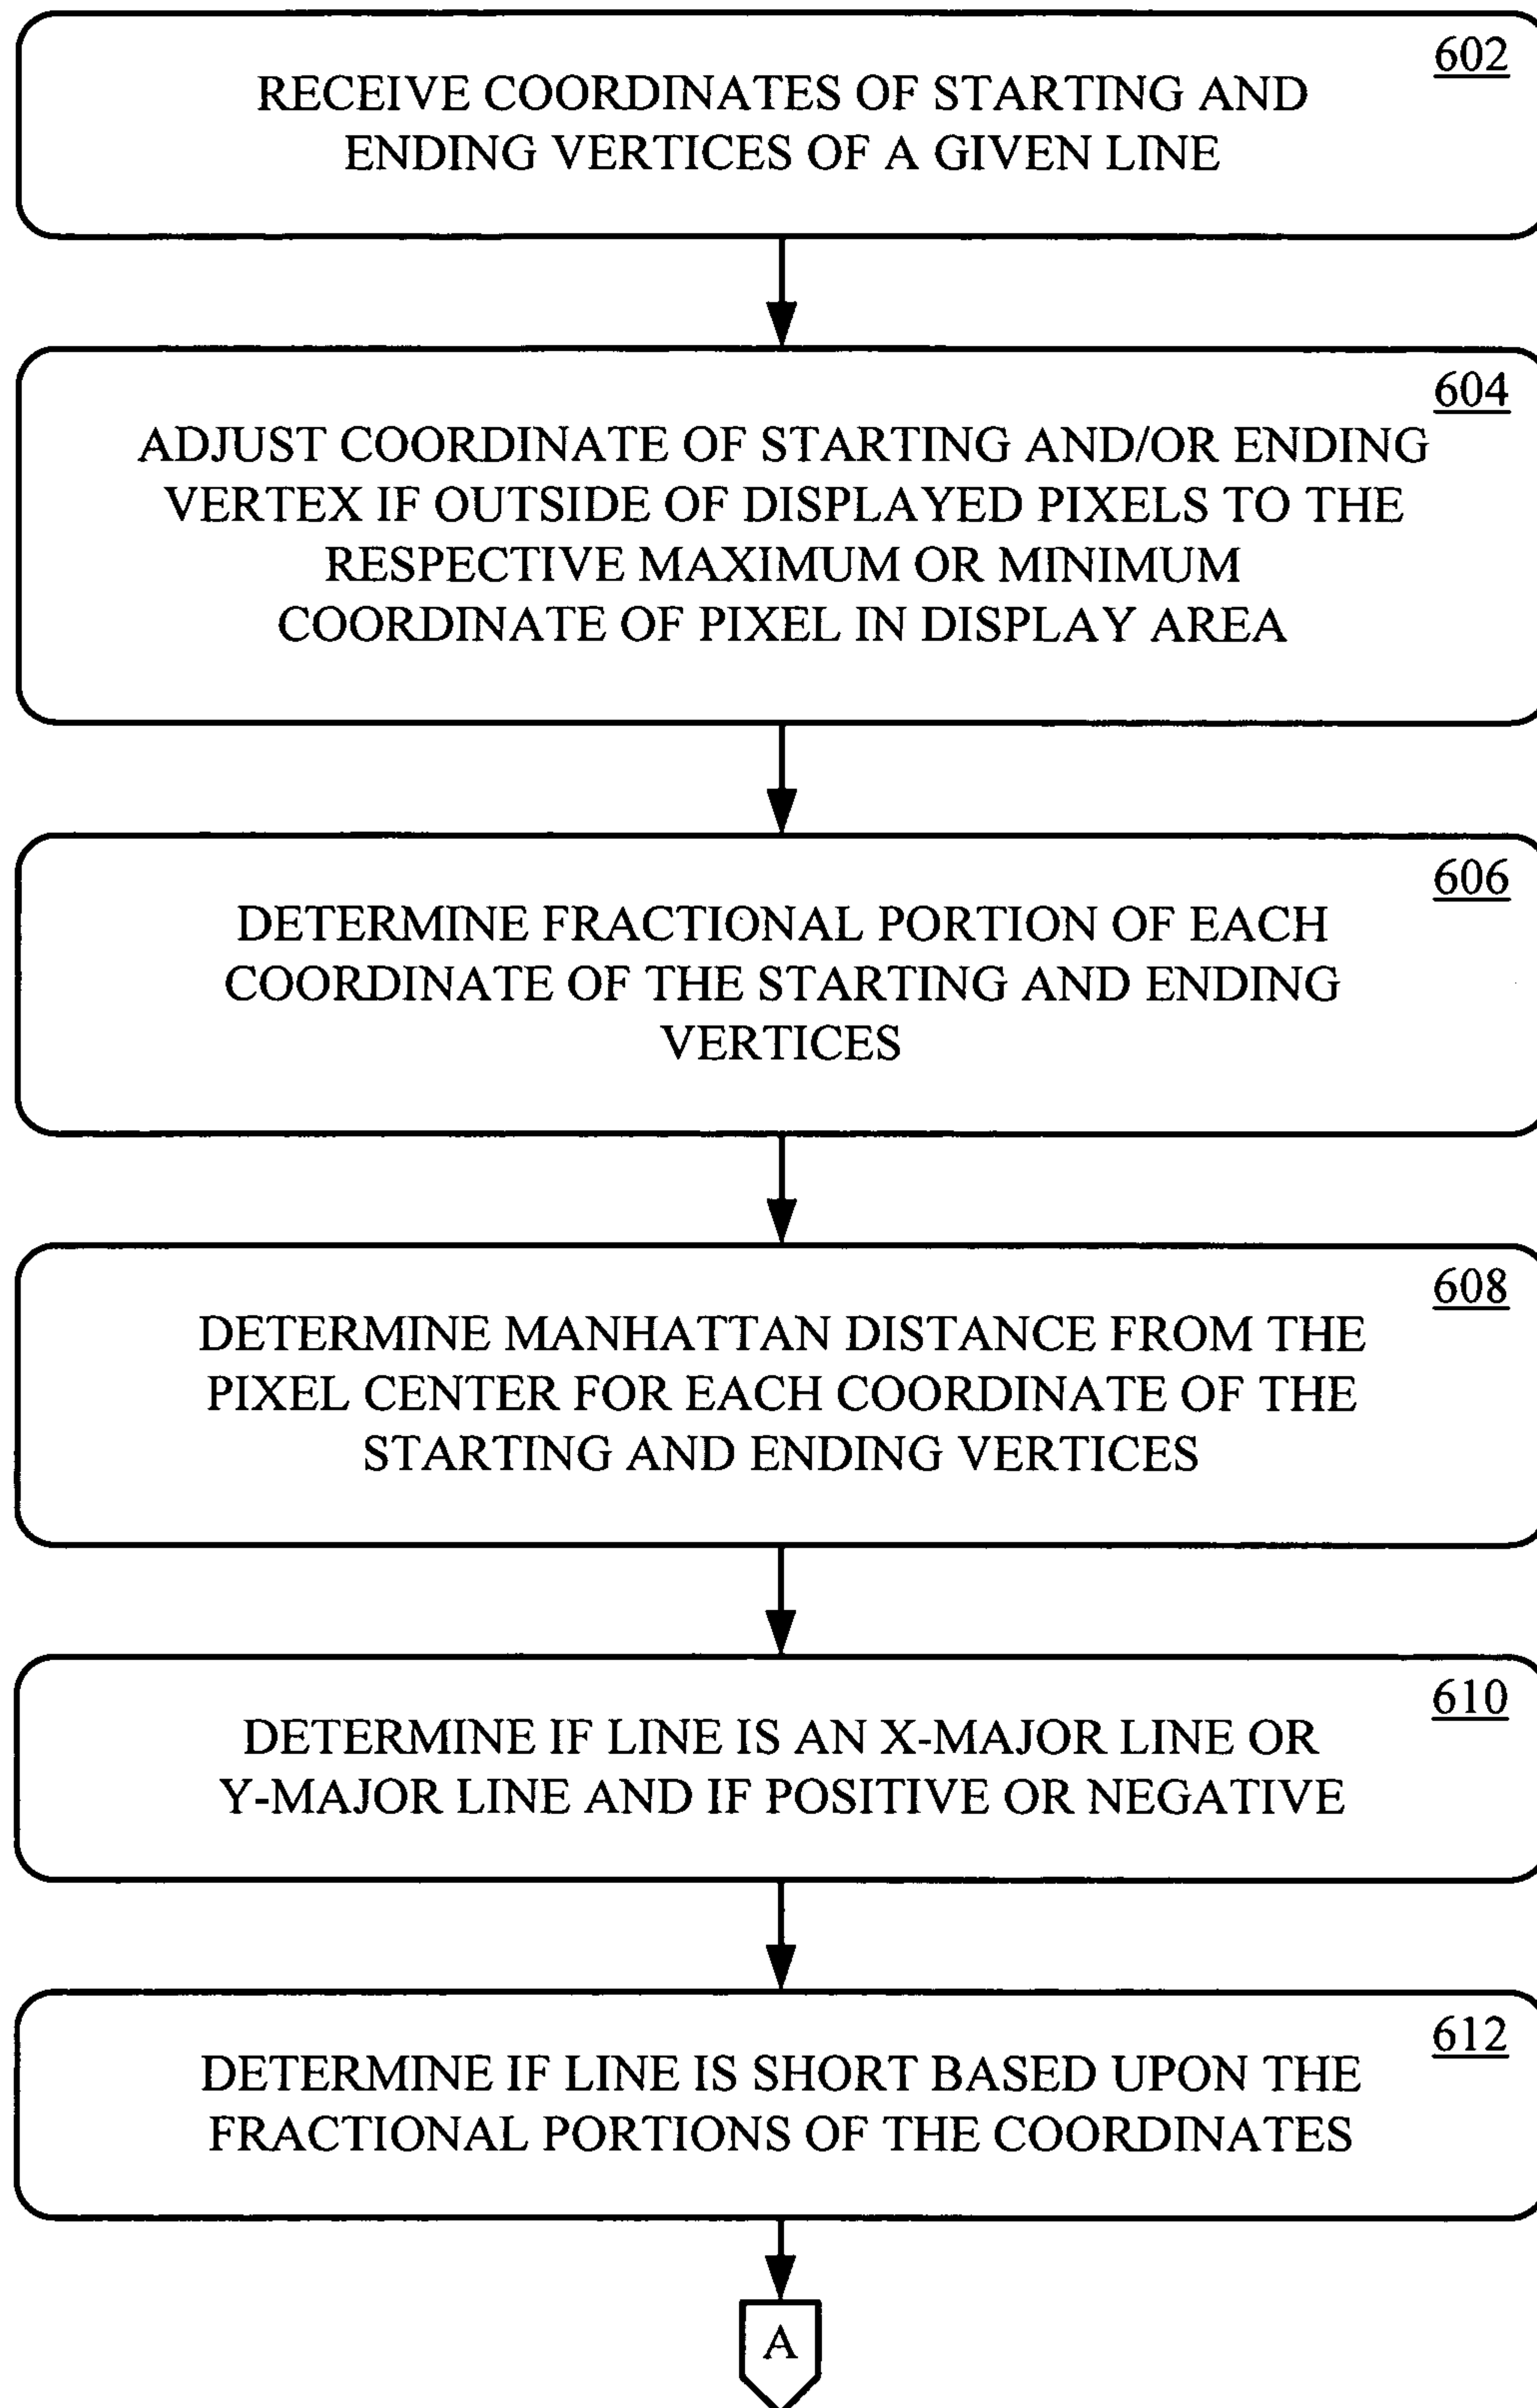 602
RECEIVE COORDINATES OF STARTING AND
ENDING VERTICES OF A GIVEN LINE
604
ADJUST COORDINATE OF STARTING AND/OR ENDING
VERTEX IF OUTSIDE OF DISPLAYED PIXELS TO THE
RESPECTIVE MAXIMUM OR MINIMUM
COORDINATE OF PIXEL IN DISPLAY AREA
606
DETERMINE FRACTIONAL PORTION OF EACH
COORDINATE OF THE STARTING AND ENDING
VERTICES
608
DETERMINE MANHATTAN DISTANCE FROM THE
PIXEL CENTER FOR EACH COORDINATE OF THE
STARTING AND ENDING VERTICES
610
DETERMINE IF LINE IS AN X-MAJOR LINE OR
Y-MAJOR LINE AND IF POSITIVE OR NEGATIVE
612
DETERMINE IF LINE IS SHORT BASED UPON THE
FRACTIONAL PORTIONS OF THE COORDINATES
A